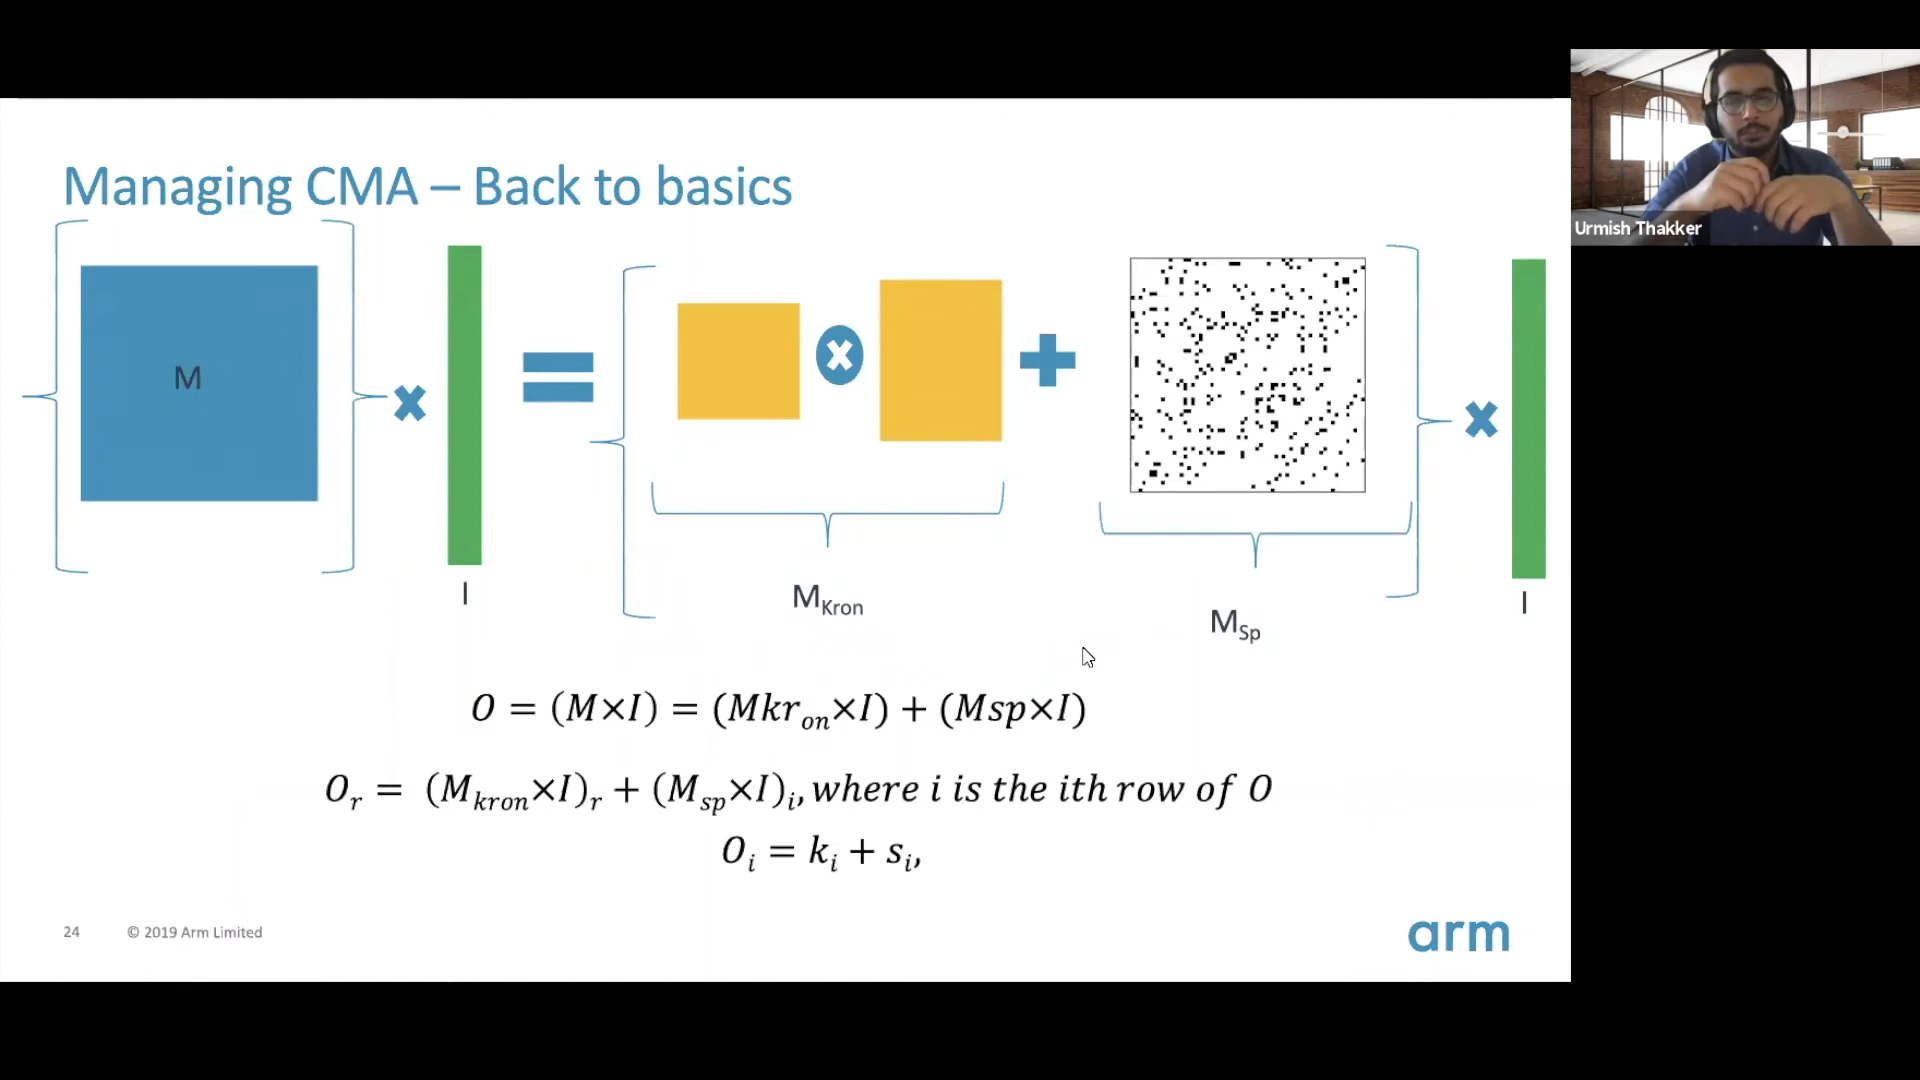 Managing CMA – Back to basics
M
I
M_Kron
M_Sp
I
O = (M×I) = (Mkr_on×I) + (Msp×I)
O_r = (M_kron×I)_r + (M_sp×I)_i, where i is the ith row of O
O_i = k_i + s_i,
24 © 2019 Arm Limited
arm
Urmish Thakker